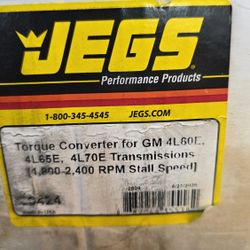 JEGS
Performance Products
1-800-345-4545 JEGS.COM
Torque Converter for GM 4L60E,
4L65E, 4L70E Transmissions
[1,800-2,400 RPM Stall Speed]